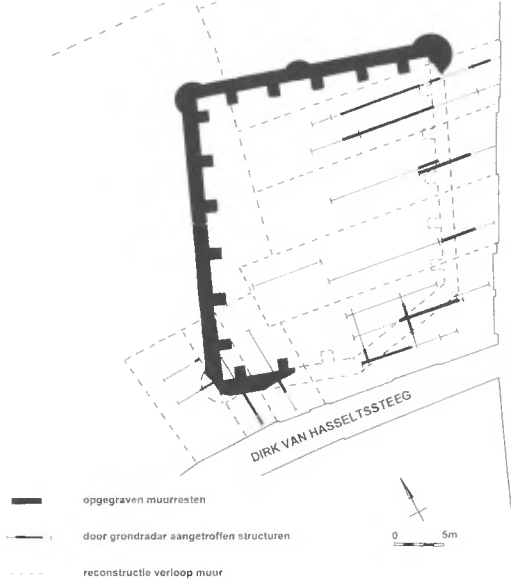 DIRK VAN HASSELTSSTEEG
opgegraven muurresten
door grondradar aangetroffen structuren
0 5m
reconstructie verloop muur